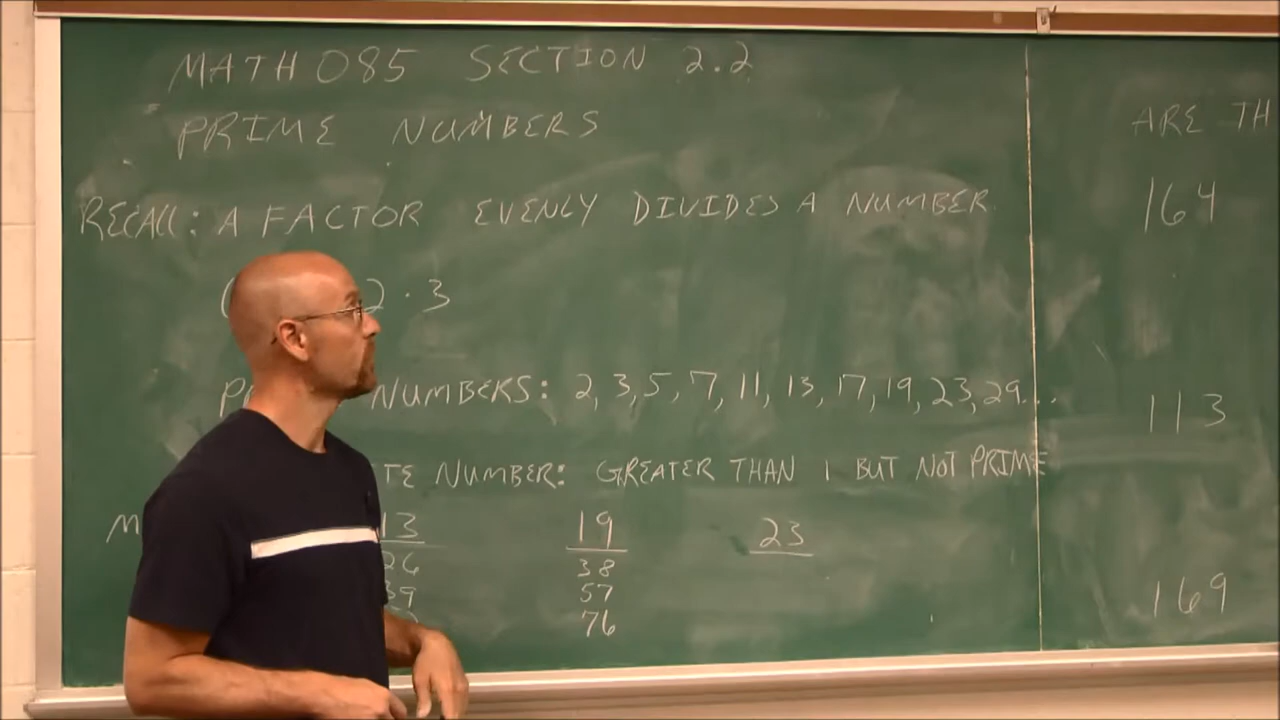 MATH 085 SECTION 2.2
PRIME NUMBERS
RECALL: A FACTOR EVENLY DIVIDES A NUMBER
2 · 3
NUMBERS: 2, 3, 5, 7, 11, 13, 17, 19, 23, 29...
TE NUMBER: GREATER THAN 1 BUT NOT PRIME
M 13 19 23
26 38
39 57
76
ARE TH
164
113
169